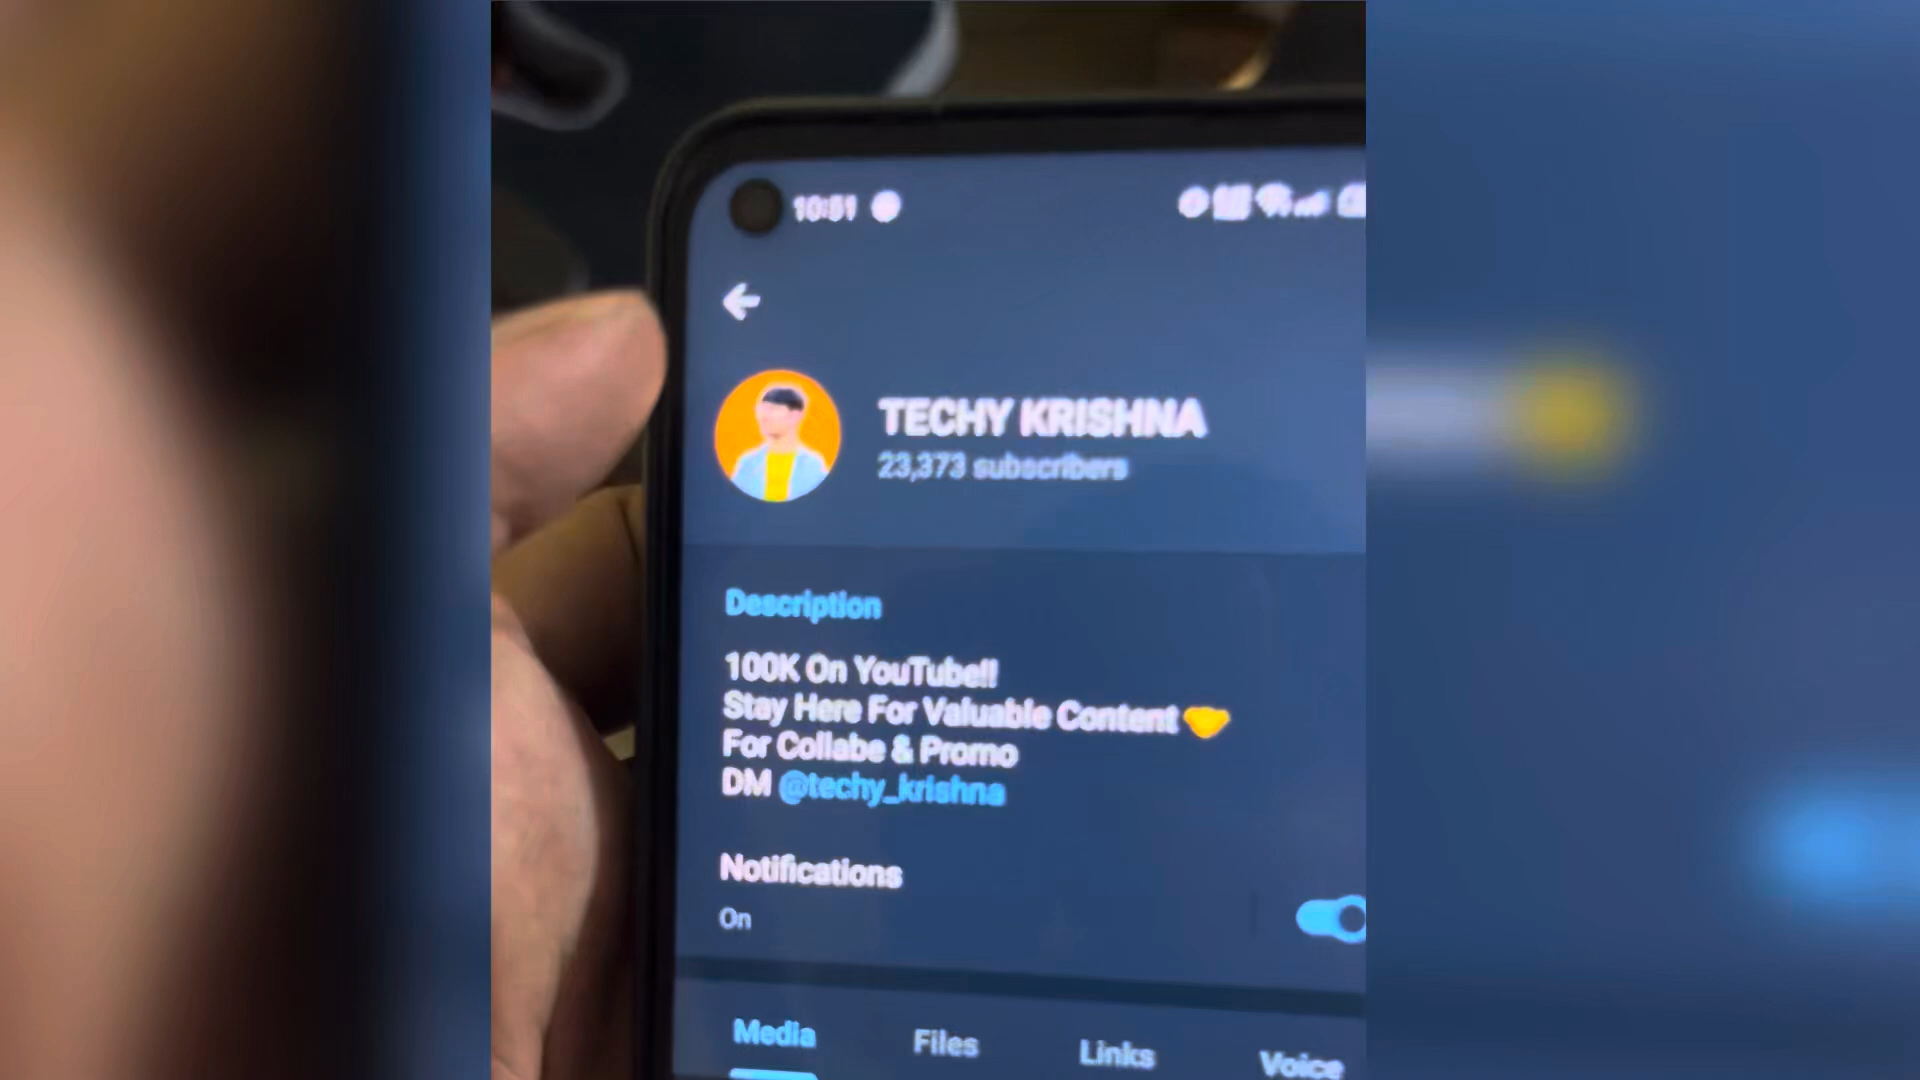 10:51
TECHY KRISHNA
23,373 subscribers
Description
100K On YouTube!!
Stay Here For Valuable Content
For Collabe & Promo
DM @techy_krishna
Notifications
On
Media Files Links Voice